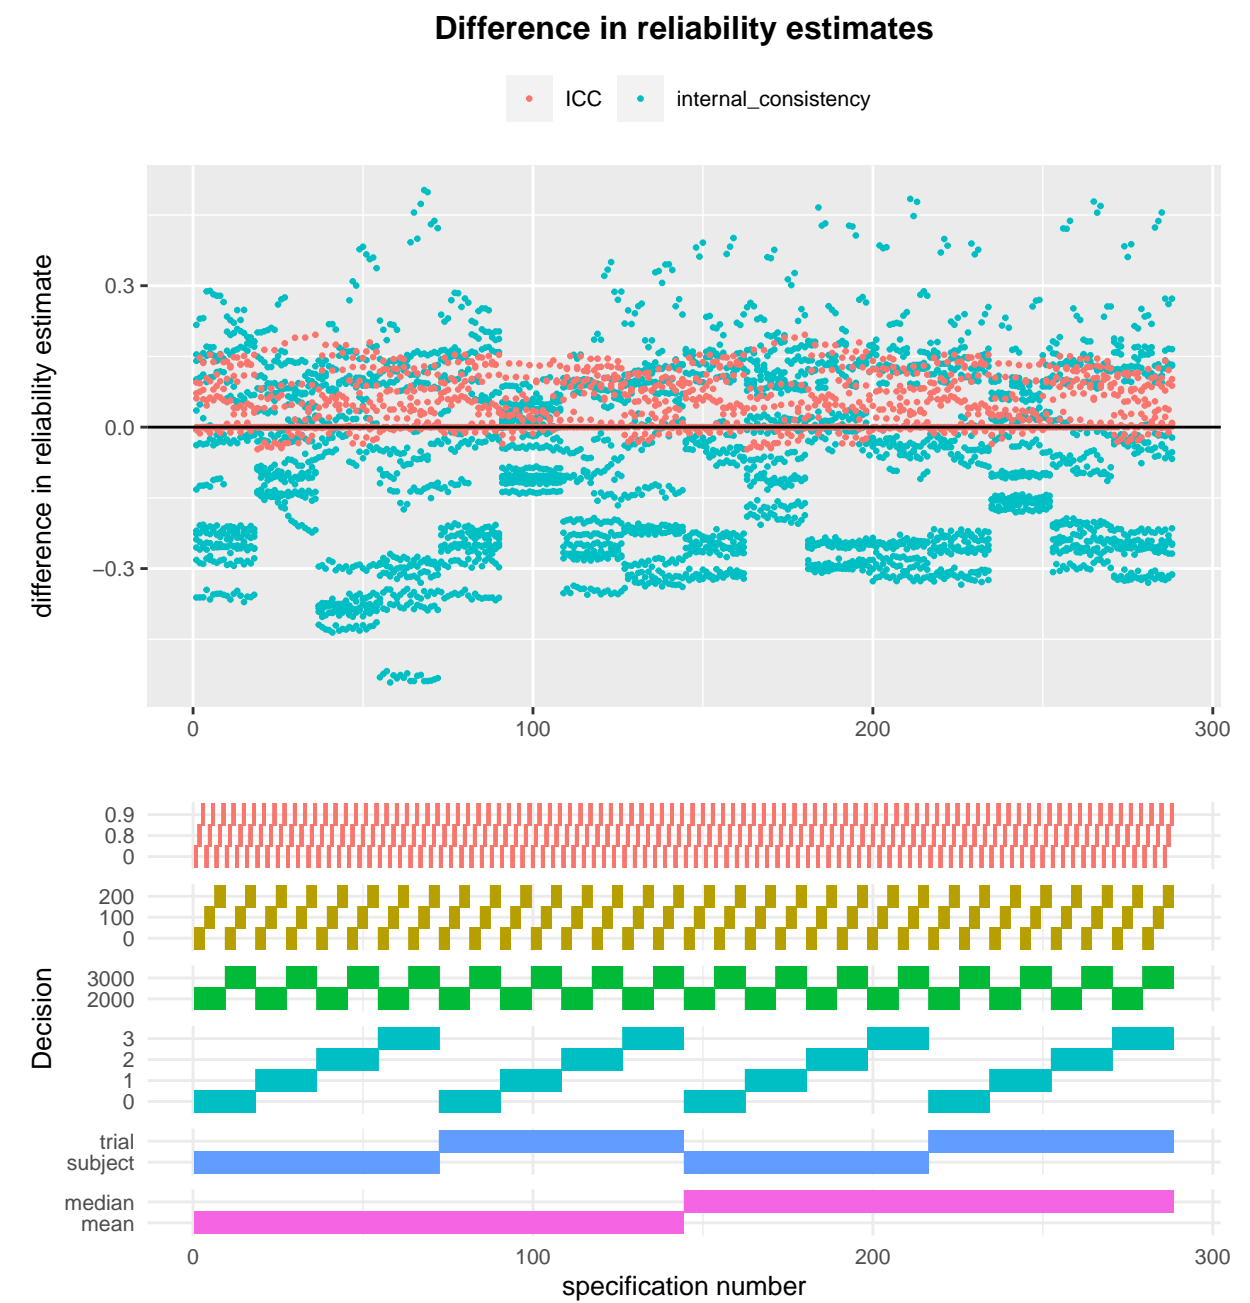 Difference in reliability estimates
ICC internal_consistency
difference in reliability estimate
0.3
0.0
−0.3
0 100 200 300
Decision
0.9
0.8
0
200
100
0
3000
2000
3
2
1
0
trial
subject
median
mean
0 100 200 300
specification number